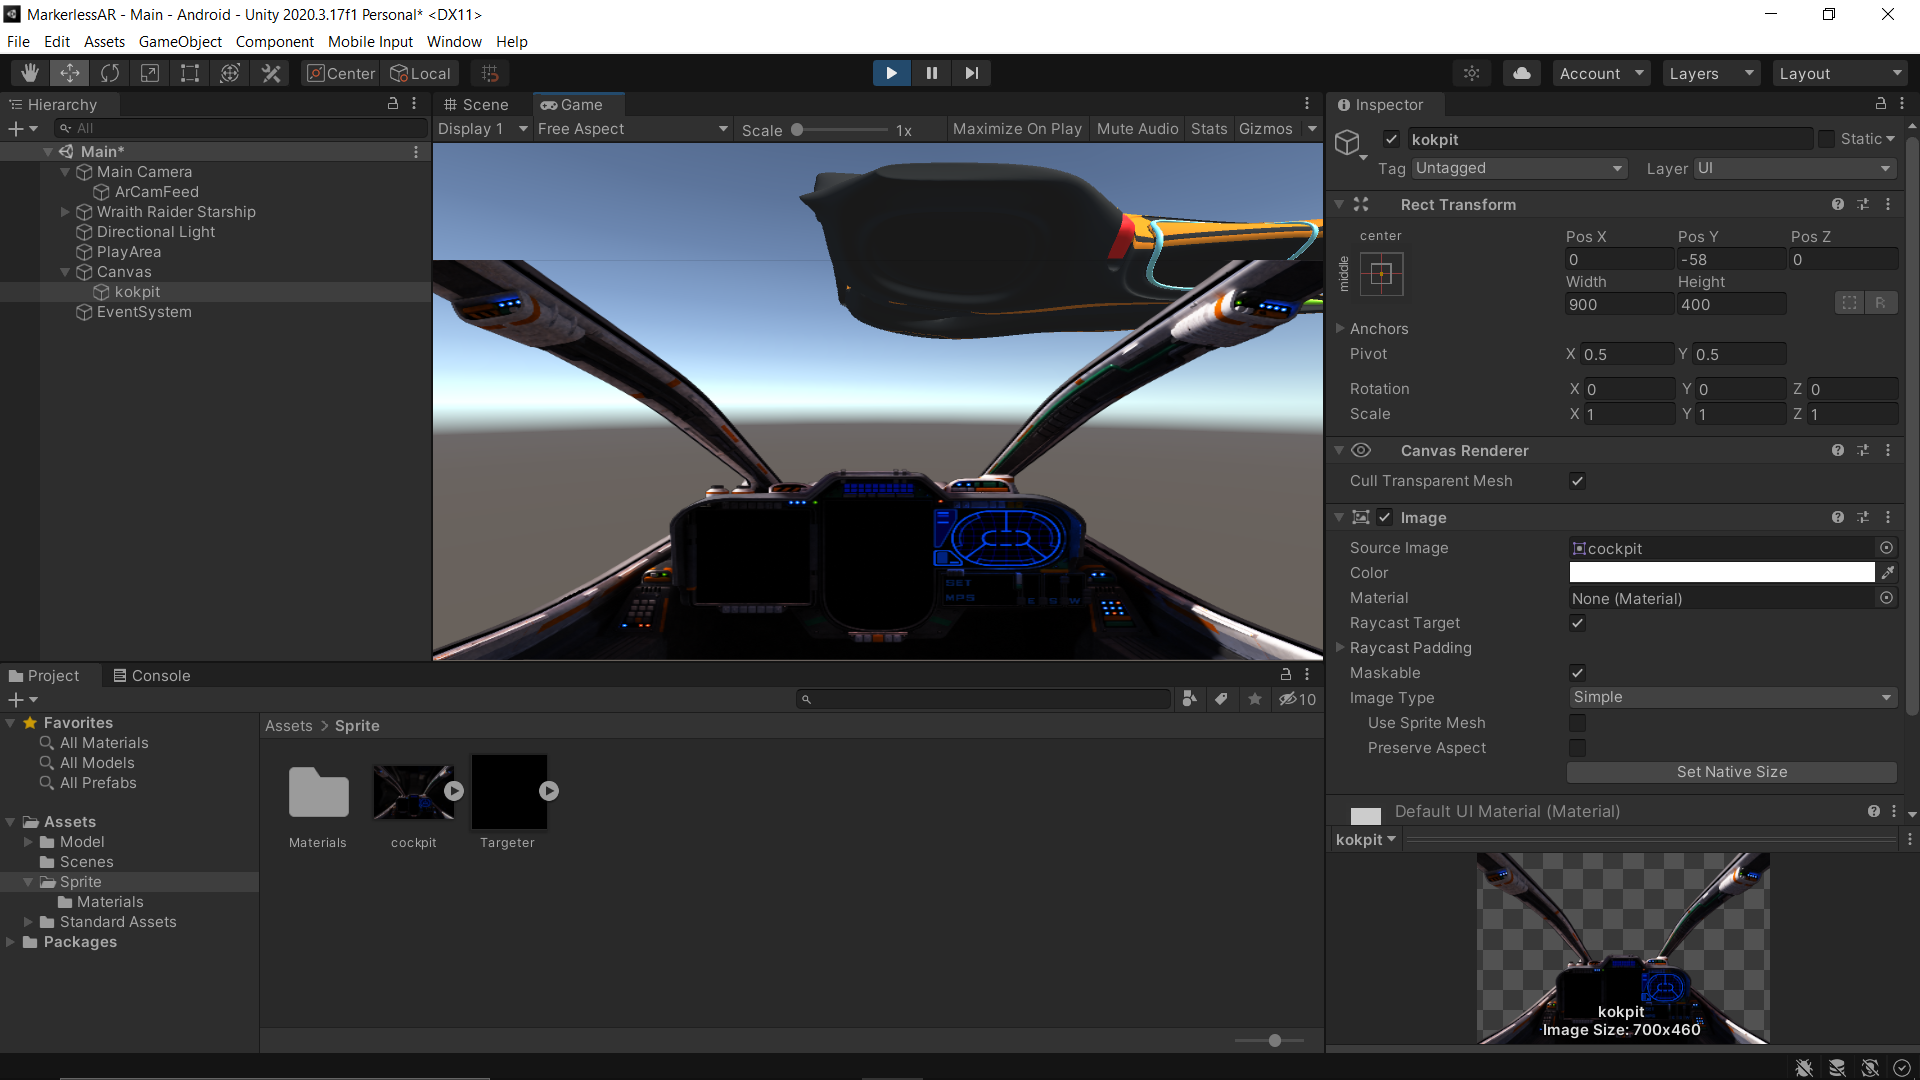 MarkerlessAR - Main - Android - Unity 2020.3.17f1 Personal* <DX11>
File Edit Assets GameObject Component Mobile Input Window Help
Center Local Account Layers Layout
Hierarchy
All
Main*
Main Camera
ArCamFeed
Wraith Raider Starship
Directional Light
PlayArea
Canvas
kokpit
EventSystem
Scene Game
Display 1 Free Aspect Scale 1x Maximize On Play Mute Audio Stats Gizmos
SET
MPS
E S W
Inspector
kokpit Static
Tag Untagged Layer UI
Rect Transform
center
middle
Pos X Pos Y Pos Z
0 -58 0
Width Height
900 400
R
Anchors
Pivot X 0.5 Y 0.5
Rotation X 0 Y 0 Z 0
Scale X 1 Y 1 Z 1
Canvas Renderer
Cull Transparent Mesh
Image
Source Image cockpit
Color
Material None (Material)
Raycast Target
Raycast Padding
Maskable
Image Type Simple
Use Sprite Mesh
Preserve Aspect
Set Native Size
Default UI Material (Material)
kokpit
kokpit
Image Size: 700x460
Project Console
10
Favorites
All Materials
All Models
All Prefabs
Assets
Model
Scenes
Sprite
Materials
Standard Assets
Packages
Assets > Sprite
Materials cockpit Targeter